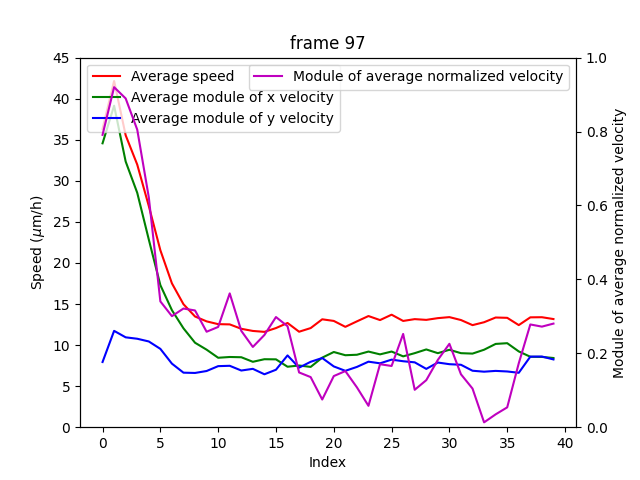 frame 97
Average speed
Average module of x velocity
Average module of y velocity
Module of average normalized velocity
45
40
35
30
25
20
15
10
5
0
Speed (μm/h)
1.0
0.8
0.6
0.4
0.2
0.0
Module of average normalized velocity
0 5 10 15 20 25 30 35 40
Index